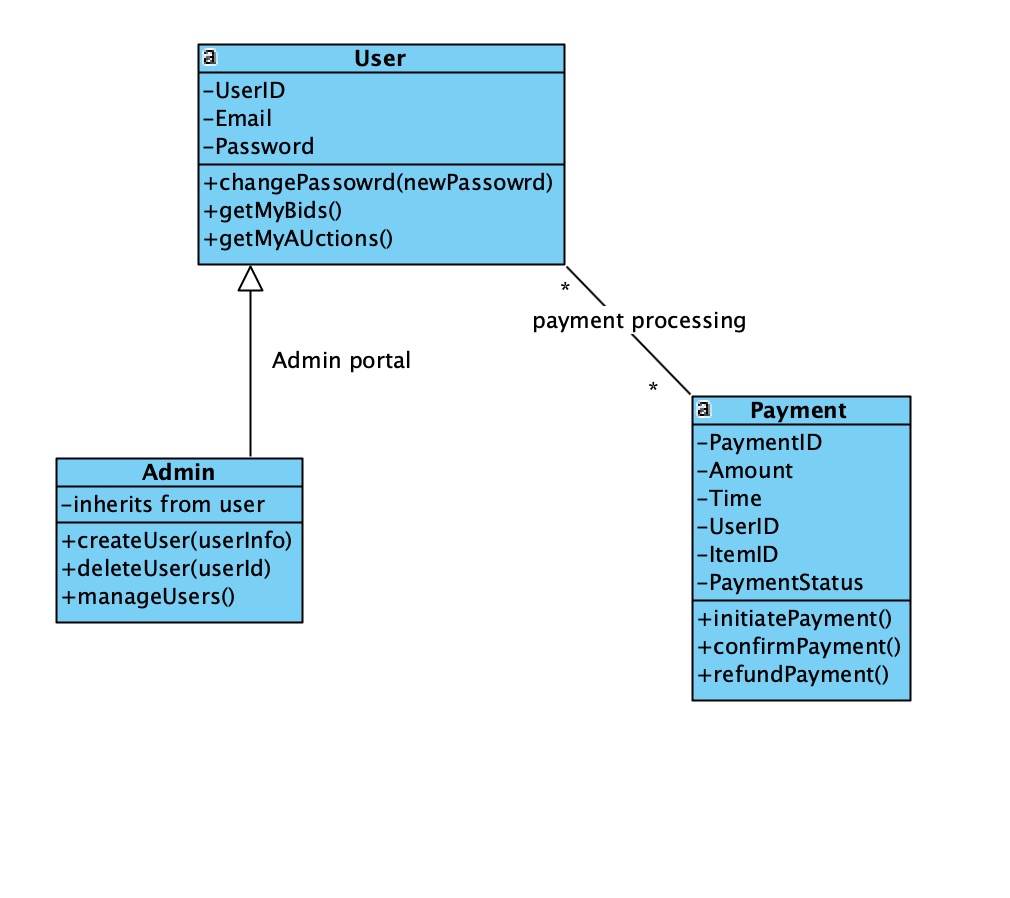 a User
-UserID
-Email
-Password
+changePassowrd(newPassowrd)
+getMyBids()
+getMyAUctions()
*
payment processing
*
Admin portal
Admin
-inherits from user
+createUser(userInfo)
+deleteUser(userId)
+manageUsers()
a Payment
-PaymentID
-Amount
-Time
-UserID
-ItemID
-PaymentStatus
+initiatePayment()
+confirmPayment()
+refundPayment()